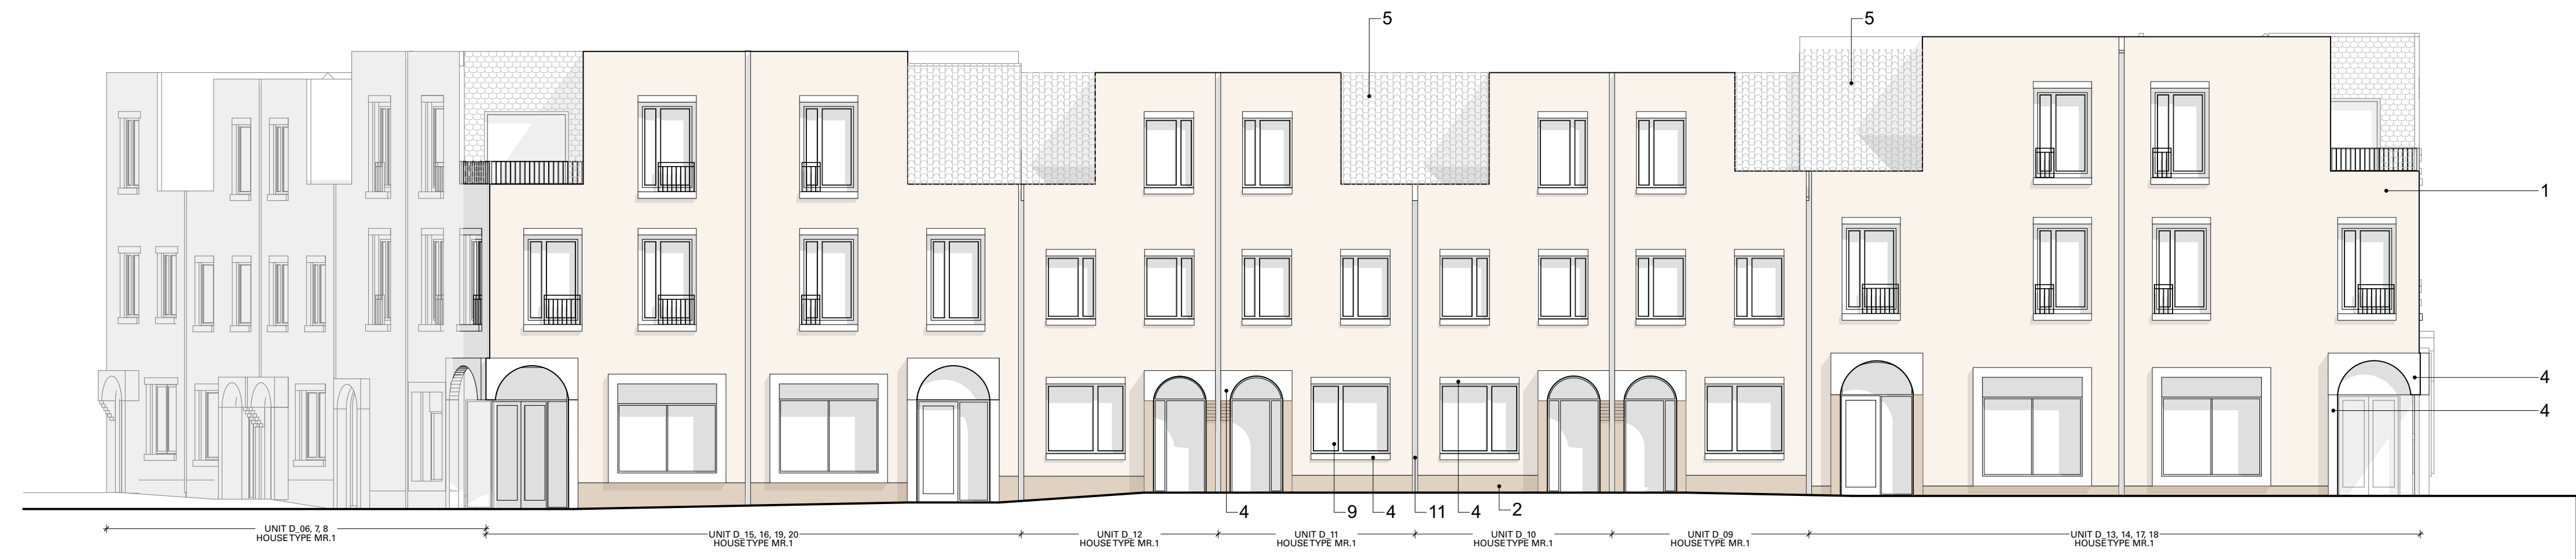 5
5
1
4
4
4
9
4
11
4
2
UNIT D_06, 7, 8
HOUSETYPE MR.1
UNIT D_15, 16, 19, 20
HOUSETYPE MR.1
UNIT D_12
HOUSETYPE MR.1
UNIT D_11
HOUSETYPE MR.1
UNIT D_10
HOUSETYPE MR.1
UNIT D_09
HOUSETYPE MR.1
UNIT D_13, 14, 17, 18
HOUSETYPE MR.1